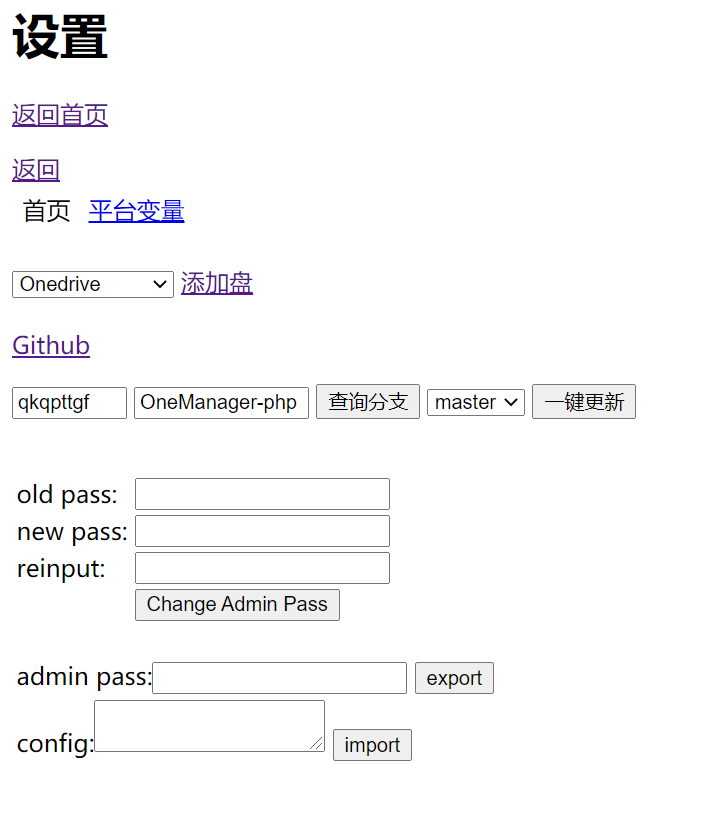 设置
返回首页
返回
首页 平台变量
Onedrive 添加盘
Github
qkqpttgf OneManager-php 查询分支 master 一键更新
old pass:
new pass:
reinput:
Change Admin Pass
admin pass: export
config: import